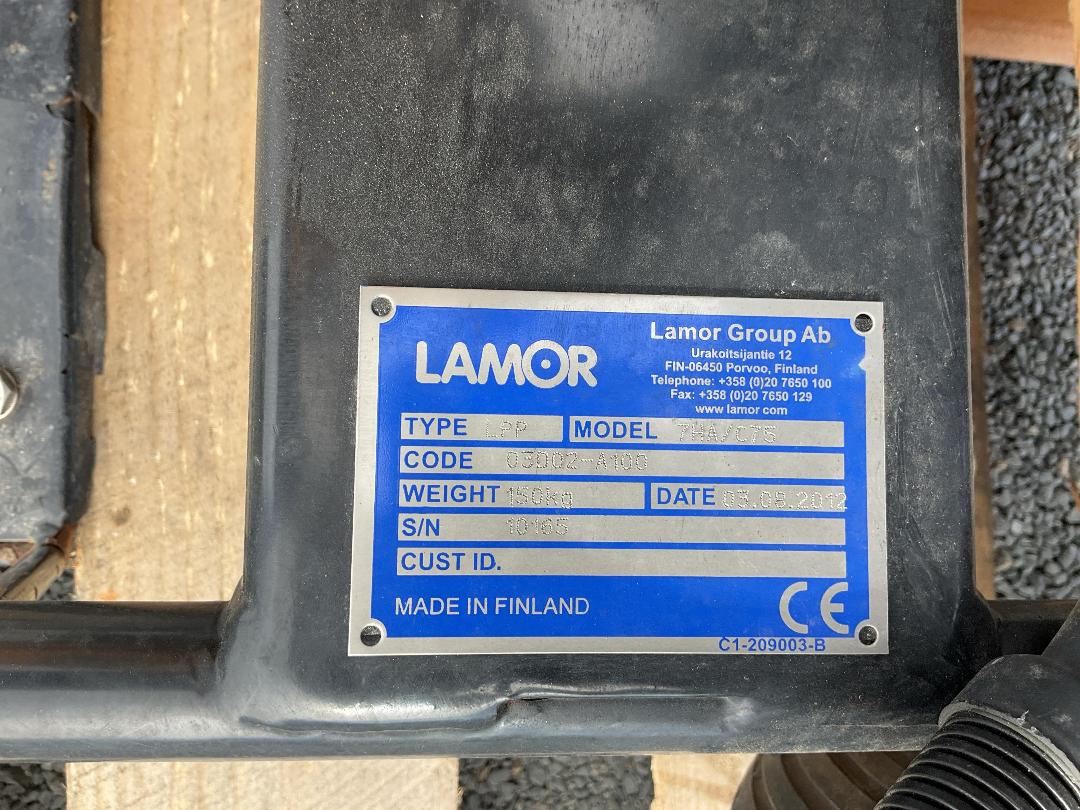 LAMOR
Lamor Group Ab
Urakoitsijantie 12
FIN-06450 Porvoo, Finland
Telephone: +358 (0)20 7650 100
Fax: +358 (0)20 7650 129
www.lamor.com
TYPE LPP MODEL 7HA/C75
CODE 03D02-A100
WEIGHT 150kg DATE 03.08.2012
S/N 10165
CUST ID.
MADE IN FINLAND CE
C1-209003-B